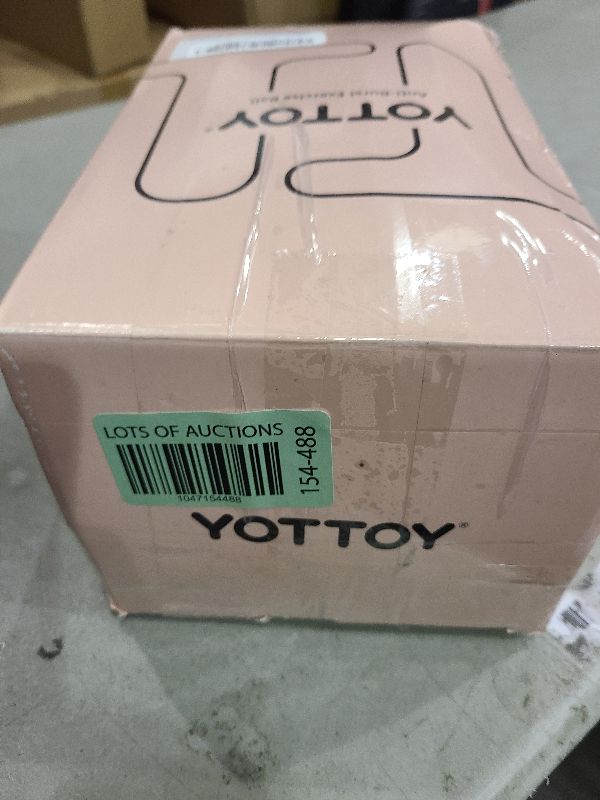 Anti-Burst Exercise Ball
YOTTOY®
LOTS OF AUCTIONS
1047154488
154-488
YOTTOY®